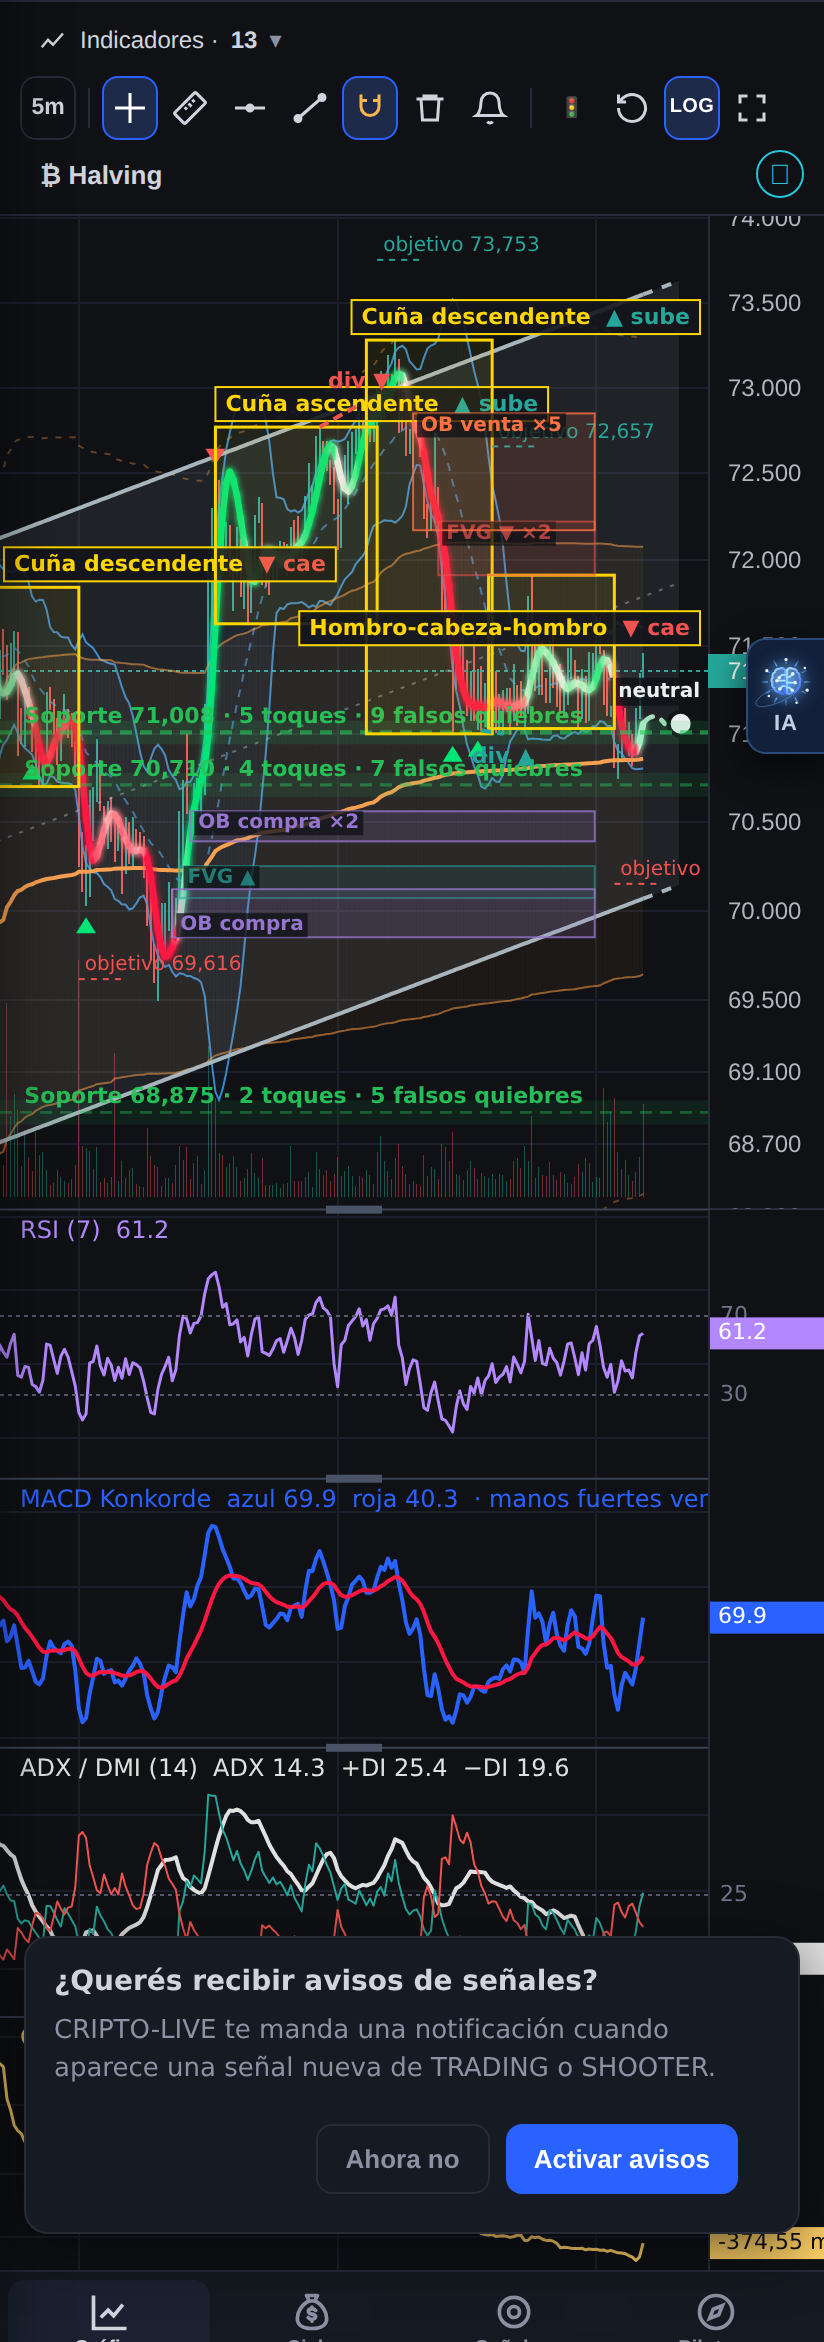 Indicadores · 13 ▾
5m
LOG
₿ Halving
74.000
objetivo 73,753
73.500
Cuña descendente ▲ sube
div ▼
73.000
Cuña ascendente ▲ sube
OB venta ×5
objetivo 72,657
72.500
FVG ▼ ×2
72.000
Cuña descendente ▼ cae
Hombro-cabeza-hombro ▼ cae
neutral
IA
Soporte 71,008 · 5 toques · 9 falsos quiebres
div ▲
Soporte 70,710 · 4 toques · 7 falsos quiebres
OB compra ×2
70.500
FVG ▲
objetivo
OB compra
70.000
objetivo 69,616
69.500
69.100
Soporte 68,875 · 2 toques · 5 falsos quiebres
68.700
RSI (7) 61.2
70
61.2
30
MACD Konkorde azul 69.9 roja 40.3 · manos fuertes ver
69.9
ADX / DMI (14) ADX 14.3 +DI 25.4 −DI 19.6
25
¿Querés recibir avisos de señales?
CRIPTO-LIVE te manda una notificación cuando
aparece una señal nueva de TRADING o SHOOTER.
Ahora no
Activar avisos
-374,55 m